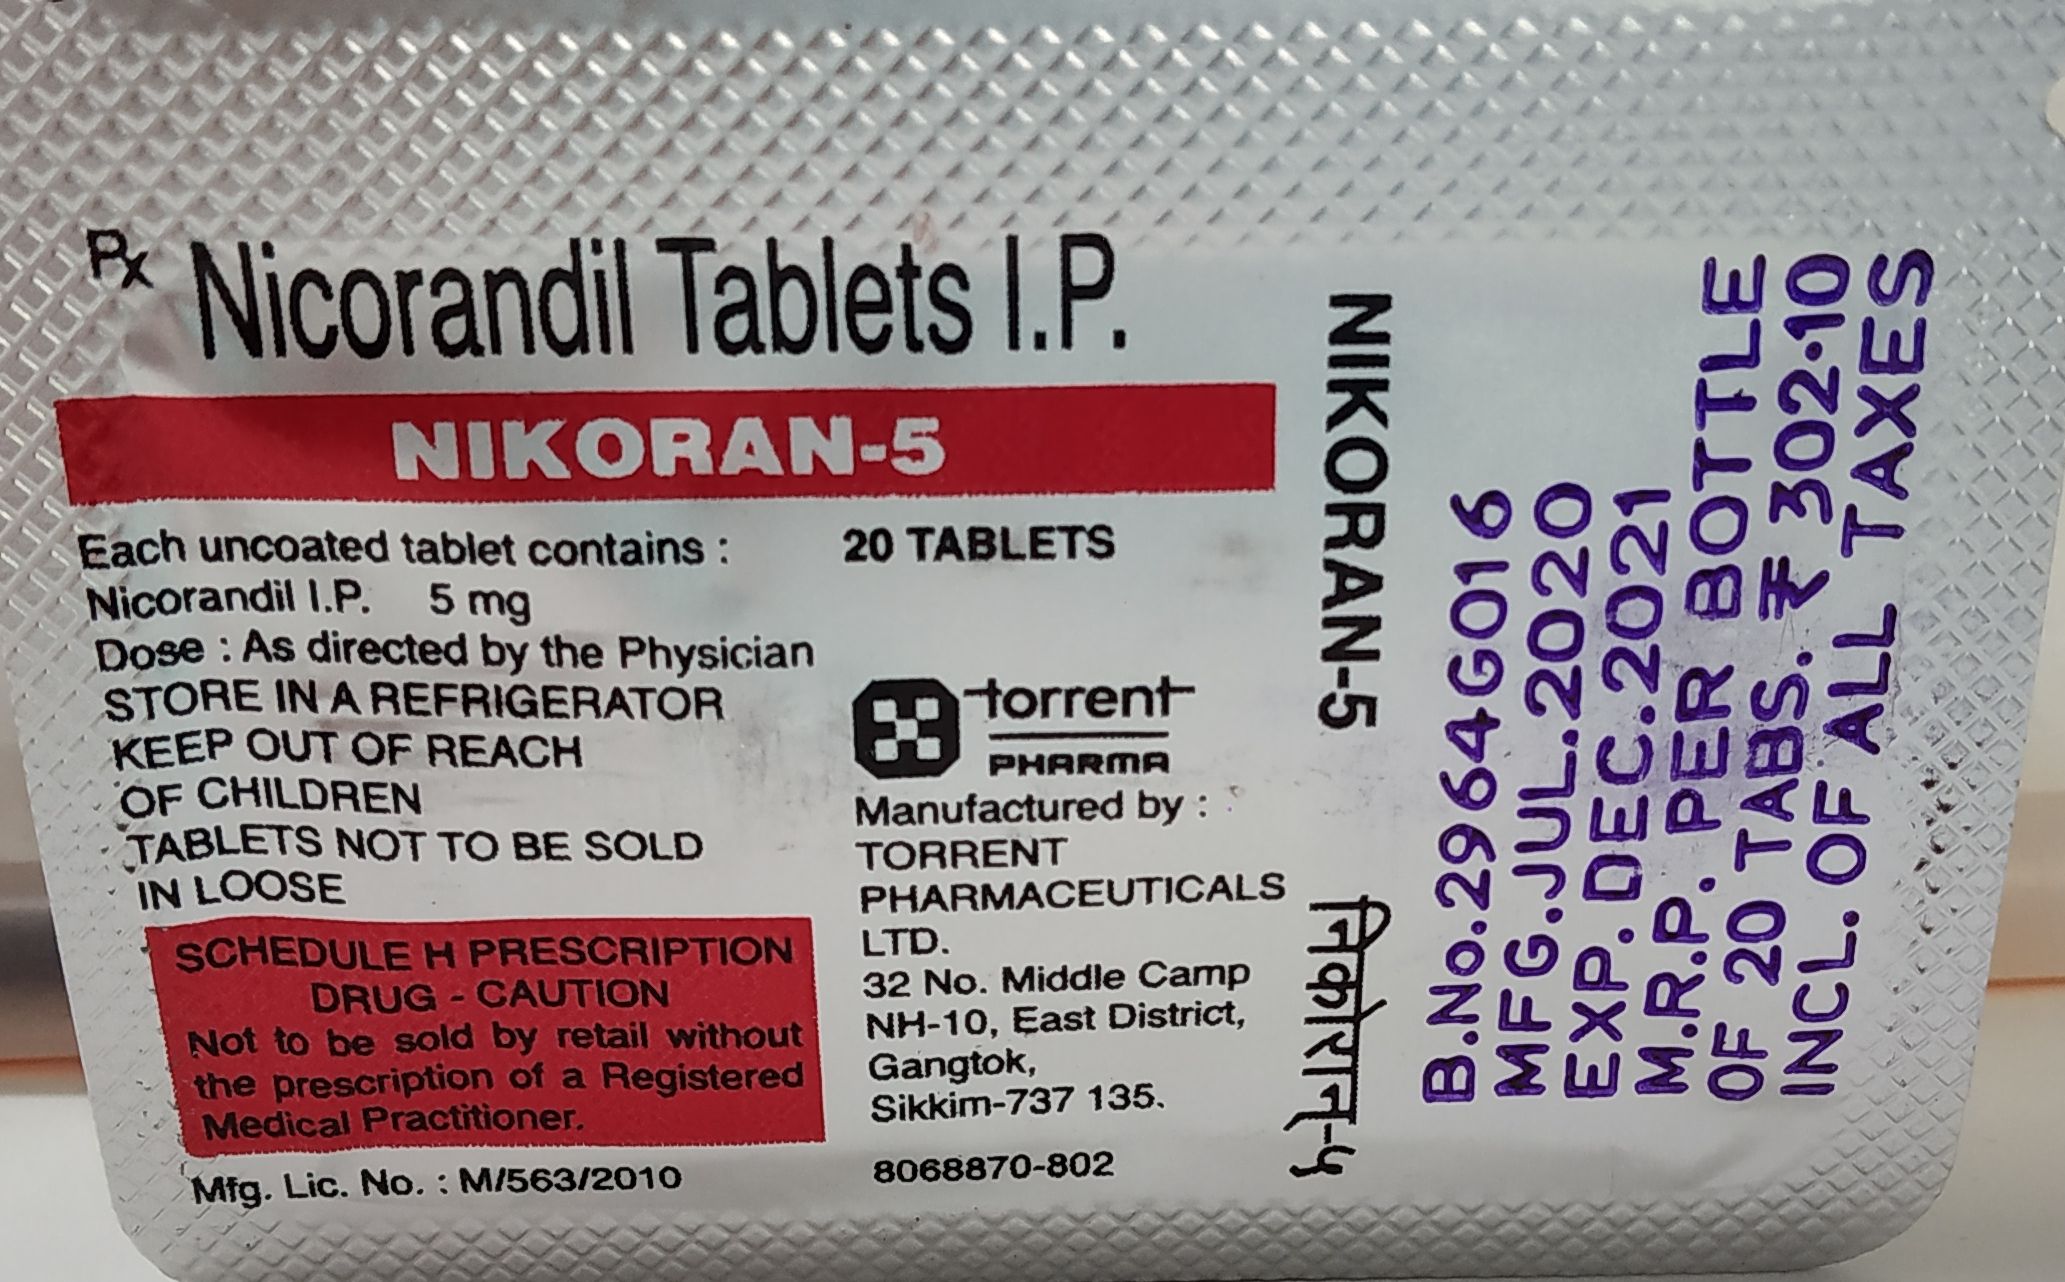 Rx Nicorandil Tablets I.P.
NIKORAN-5
Each uncoated tablet contains :
Nicorandil I.P. 5 mg
Dose : As directed by the Physician
STORE IN A REFRIGERATOR
KEEP OUT OF REACH
OF CHILDREN
TABLETS NOT TO BE SOLD
IN LOOSE
SCHEDULE H PRESCRIPTION
DRUG - CAUTION
Not to be sold by retail without
the prescription of a Registered
Medical Practitioner.
Mfg. Lic. No. : M/563/2010
20 TABLETS
torrent
PHARMA
Manufactured by :
TORRENT
PHARMACEUTICALS
LTD.
32 No. Middle Camp
NH-10, East District,
Gangtok,
Sikkim-737 135.
8068870-802
NIKORAN-5
निकोरान्-५
B.No.2964G016
MFG.JUL.2020
EXP.DEC.2021
M.R.P. PER BOTTLE
OF 20 TABS. ₹ 302.10
INCL. OF ALL TAXES